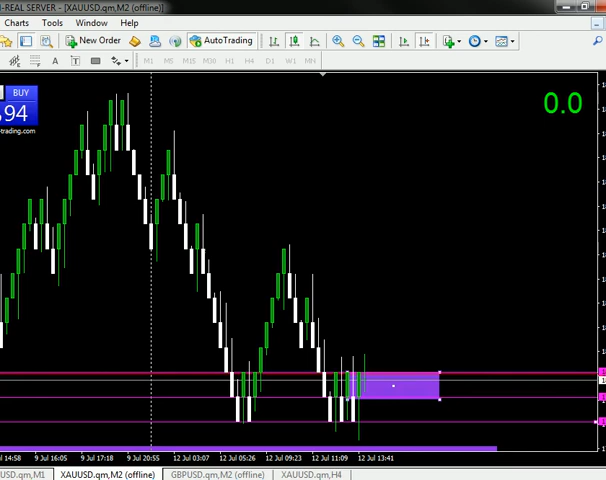 -REAL SERVER - [XAUUSD.qm,M2 (offline)]
Charts Tools Window Help
New Order AutoTrading
A T M1 M5 M15 M30 H1 H4 D1 W1 MN
BUY
94
-trading.com
0.0
9 Jul 16:05 9 Jul 17:18 9 Jul 20:55 12 Jul 03:07 12 Jul 05:26 12 Jul 09:23 12 Jul 11:09 12 Jul 13:41
USD.qm,M1 XAUUSD.qm,M2 (offline) GBPUSD.qm,M2 (offline) XAUUSD.qm,H4